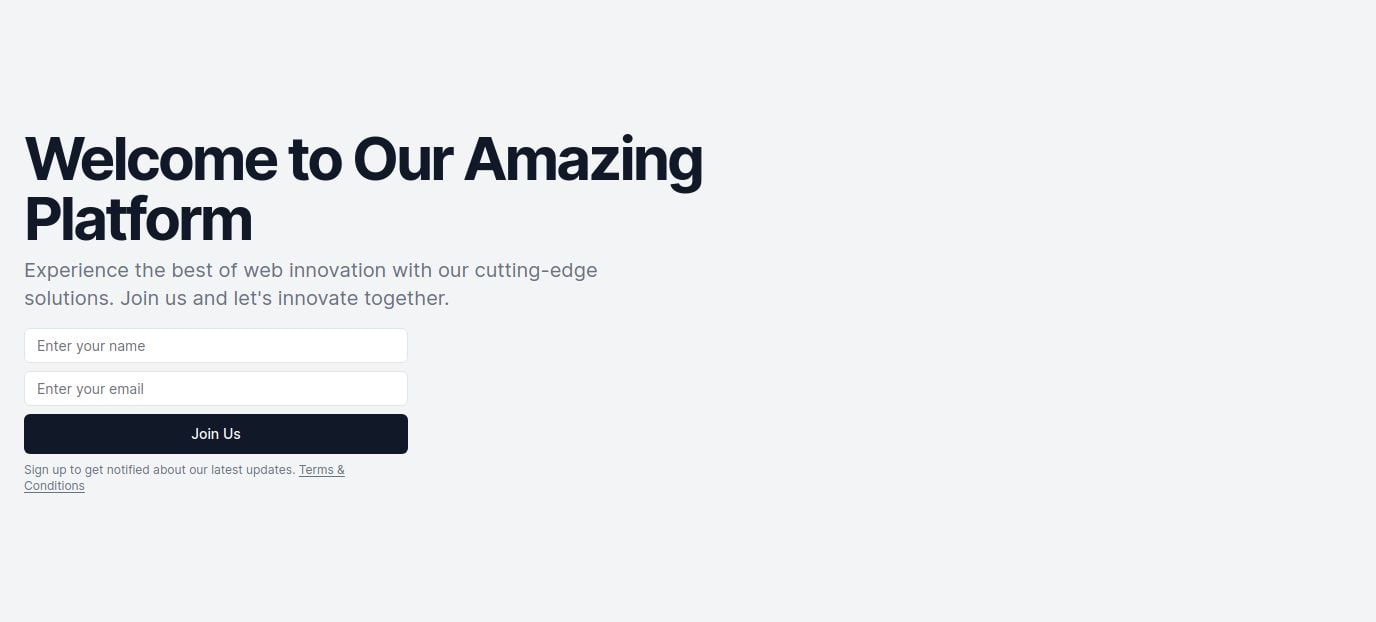 Welcome to Our Amazing
Platform
Experience the best of web innovation with our cutting-edge
solutions. Join us and let's innovate together.
Enter your name
Enter your email
Join Us
Sign up to get notified about our latest updates. Terms &
Conditions